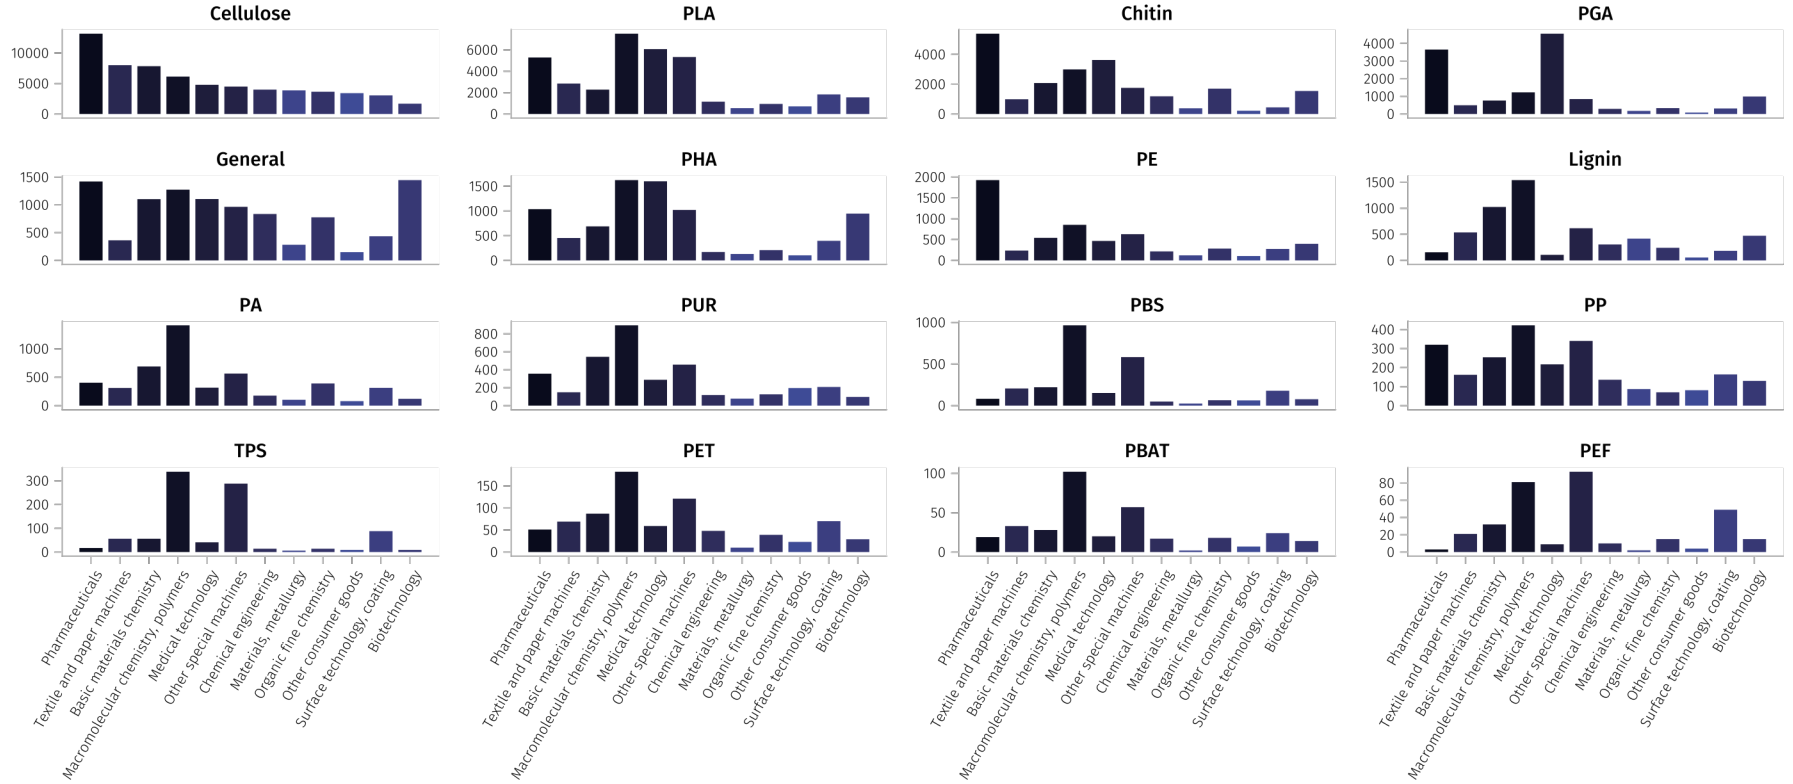 Cellulose
10000
5000
0
PLA
6000
4000
2000
0
Chitin
4000
2000
0
PGA
4000
3000
2000
1000
0
General
1500
1000
500
0
PHA
1500
1000
500
0
PE
2000
1500
1000
500
0
Lignin
1500
1000
500
0
PA
1000
500
0
PUR
800
600
400
200
0
PBS
1000
500
0
PP
400
300
200
100
0
TPS
300
200
100
0
PET
150
100
50
0
PBAT
100
50
0
PEF
80
60
40
20
0
Pharmaceuticals
Textile and paper machines
Basic materials chemistry
Macromolecular chemistry, polymers
Medical technology
Other special machines
Chemical engineering
Materials, metallurgy
Organic fine chemistry
Other consumer goods
Surface technology, coating
Biotechnology
Pharmaceuticals
Textile and paper machines
Basic materials chemistry
Macromolecular chemistry, polymers
Medical technology
Other special machines
Chemical engineering
Materials, metallurgy
Organic fine chemistry
Other consumer goods
Surface technology, coating
Biotechnology
Pharmaceuticals
Textile and paper machines
Basic materials chemistry
Macromolecular chemistry, polymers
Medical technology
Other special machines
Chemical engineering
Materials, metallurgy
Organic fine chemistry
Other consumer goods
Surface technology, coating
Biotechnology
Pharmaceuticals
Textile and paper machines
Basic materials chemistry
Macromolecular chemistry, polymers
Medical technology
Other special machines
Chemical engineering
Materials, metallurgy
Organic fine chemistry
Other consumer goods
Surface technology, coating
Biotechnology